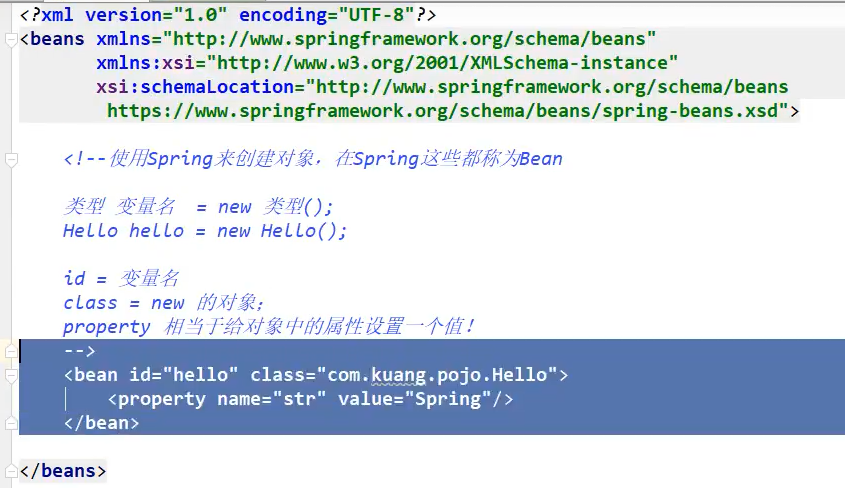 <?xml version="1.0" encoding="UTF-8"?>
<beans xmlns="http://www.springframework.org/schema/beans"
xmlns:xsi="http://www.w3.org/2001/XMLSchema-instance"
xsi:schemaLocation="http://www.springframework.org/schema/beans
https://www.springframework.org/schema/beans/spring-beans.xsd">
<!--使用Spring来创建对象，在Spring这些都称为Bean
类型 变量名 = new 类型();
Hello hello = new Hello();
id = 变量名
class = new 的对象;
property 相当于给对象中的属性设置一个值！
-->
<bean id="hello" class="com.kuang.pojo.Hello">
<property name="str" value="Spring"/>
</bean>
</beans>